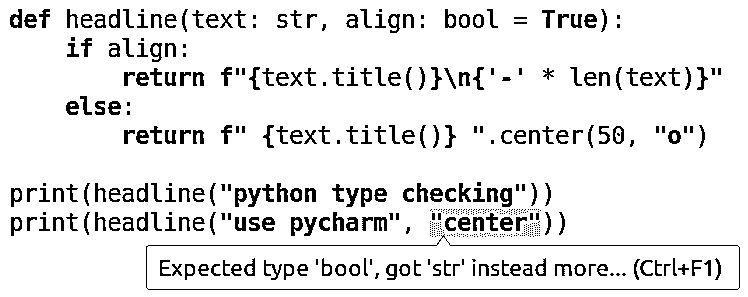 def headline(text: str, align: bool = True):
    if align:
        return f"{text.title()}\n{'-' * len(text)}"
    else:
        return f" {text.title()} ".center(50, "o")

print(headline("python type checking"))
print(headline("use pycharm", "center"))
Expected type 'bool', got 'str' instead more... (Ctrl+F1)